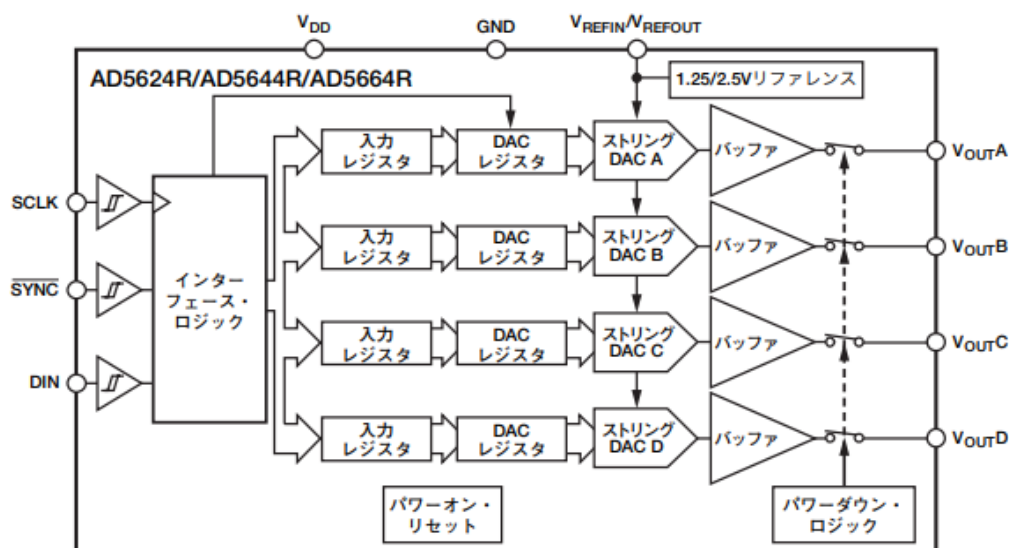 VDD
GND
VREFIN/VREFOUT
AD5624R/AD5644R/AD5664R
1.25/2.5Vリファレンス
入力
レジスタ
DAC
レジスタ
ストリング
DAC A
バッファ
VOUTA
SCLK
入力
レジスタ
DAC
レジスタ
ストリング
DAC B
バッファ
VOUTB
SYNC
インター
フェース・
ロジック
入力
レジスタ
DAC
レジスタ
ストリング
DAC C
バッファ
VOUTC
DIN
入力
レジスタ
DAC
レジスタ
ストリング
DAC D
バッファ
VOUTD
パワーオン・
リセット
パワーダウン・
ロジック